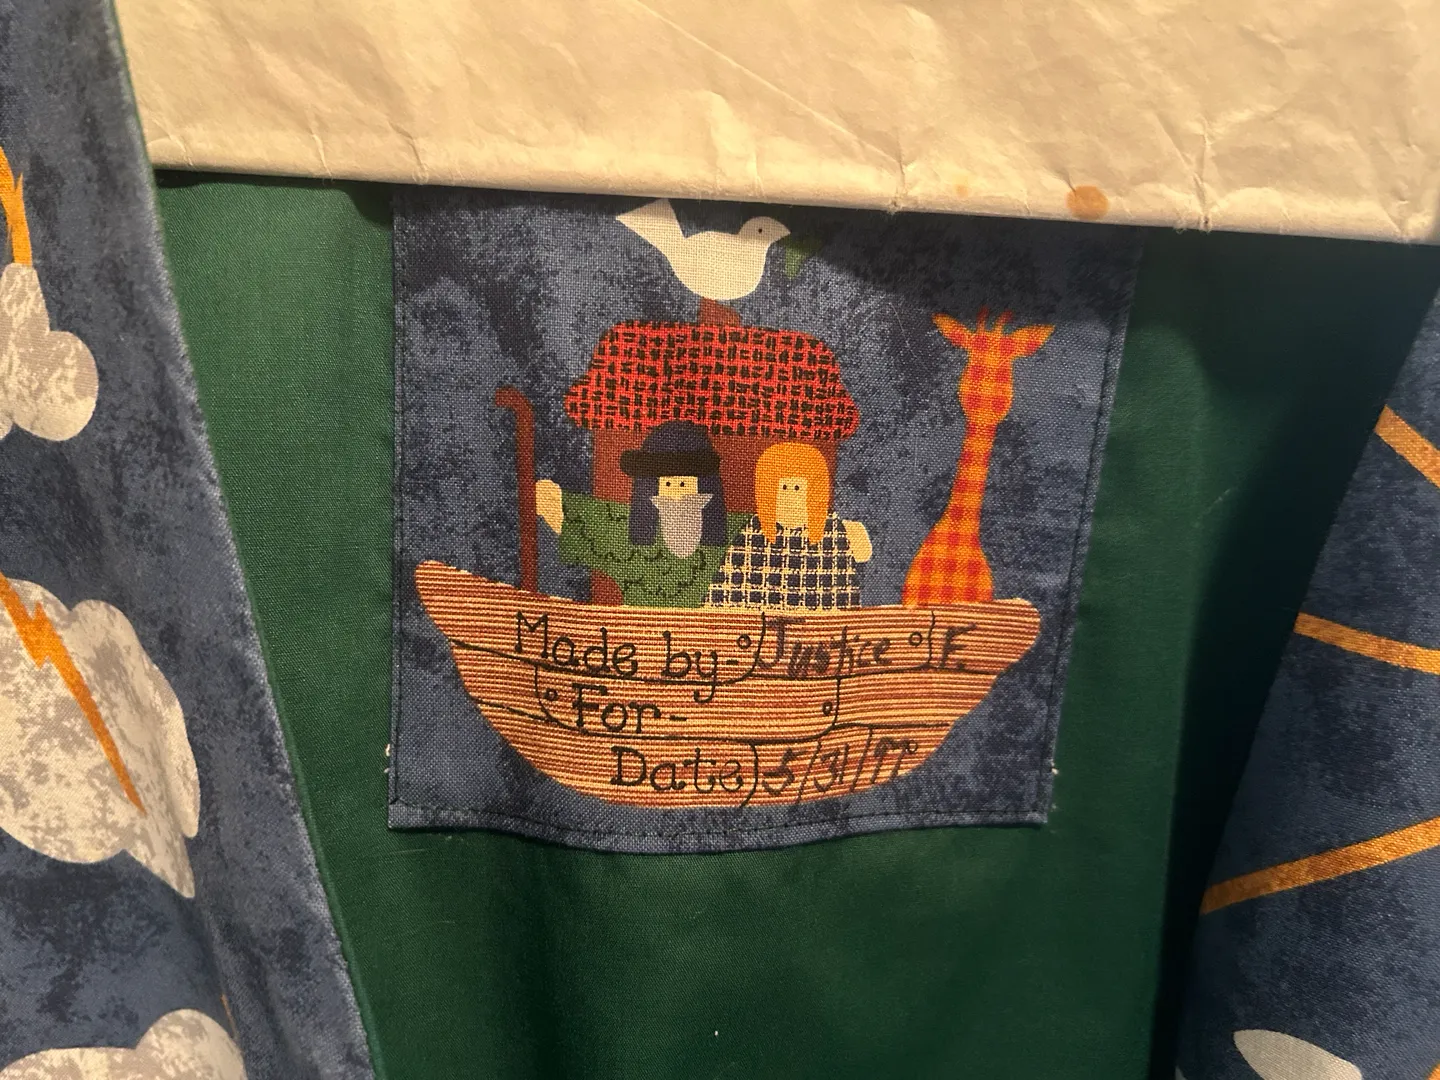 Made by- Justice F.
For-
Date 5/31/99